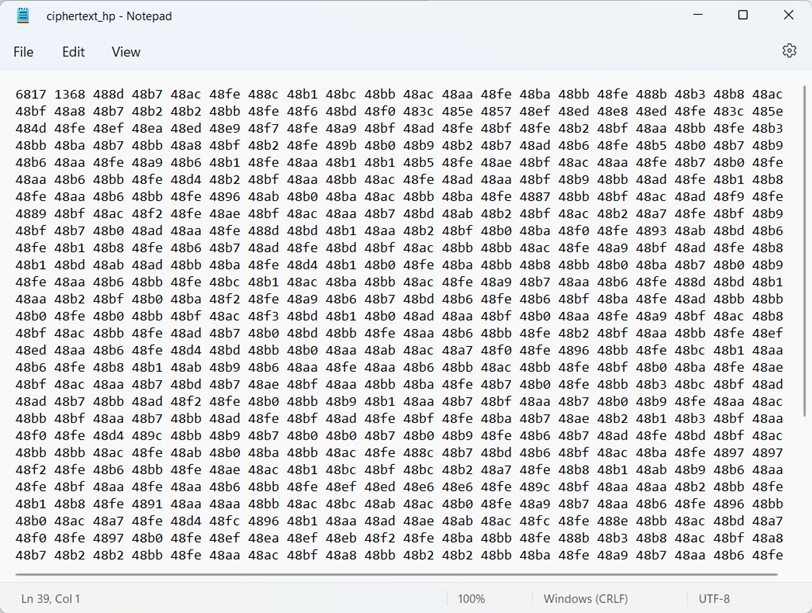 ciphertext_hp - Notepad
File Edit View
6817 1368 488d 48b7 48ac 48fe 488c 48b1 48bc 48bb 48ac 48aa 48fe 48ba 48bb 48fe 488b 48b3 48b8 48ac
48bf 48a8 48b7 48b2 48b2 48bb 48fe 48f6 48bd 48f0 483c 485e 4857 48ef 48ed 48e8 48ed 48fe 483c 485e
484d 48fe 48ef 48ea 48ed 48e9 48f7 48fe 48a9 48bf 48ad 48fe 48bf 48fe 48b2 48bf 48aa 48bb 48fe 48b3
48bb 48ba 48b7 48bb 48a8 48bf 48b2 48fe 489b 48b0 48b9 48b2 48b7 48ad 48b6 48fe 48b5 48b0 48b7 48b9
48b6 48aa 48fe 48a9 48b6 48b1 48fe 48aa 48b1 48b1 48b5 48fe 48ae 48bf 48ac 48aa 48fe 48b7 48b0 48fe
48aa 48b6 48bb 48fe 48d4 48b2 48bf 48aa 48bb 48ac 48fe 48ad 48aa 48bf 48b9 48bb 48ad 48fe 48b1 48b8
48fe 48aa 48b6 48bb 48fe 4896 48ab 48b0 48ba 48ac 48bb 48ba 48fe 4887 48bb 48bf 48ac 48ad 48f9 48fe
4889 48bf 48ac 48f2 48fe 48ae 48bf 48ac 48aa 48b7 48bd 48ab 48b2 48bf 48ac 48b2 48a7 48fe 48bf 48b9
48bf 48b7 48b0 48ad 48aa 48fe 488d 48bd 48b1 48aa 48b2 48bf 48b0 48ba 48f0 48fe 4893 48ab 48bd 48b6
48fe 48b1 48b8 48fe 48b6 48b7 48ad 48fe 48bd 48bf 48ac 48bb 48bb 48ac 48fe 48a9 48bf 48ad 48fe 48b8
48b1 48bd 48ab 48ad 48bb 48ba 48fe 48d4 48b1 48b0 48fe 48ba 48bb 48b8 48bb 48b0 48ba 48b7 48b0 48b9
48fe 48aa 48b6 48bb 48fe 48bc 48b1 48ac 48ba 48bb 48ac 48fe 48a9 48b7 48aa 48b6 48fe 488d 48bd 48b1
48aa 48b2 48bf 48b0 48ba 48f2 48fe 48a9 48b6 48b7 48bd 48b6 48fe 48b6 48bf 48ba 48fe 48ad 48bb 48bb
48b0 48fe 48b0 48bb 48bf 48ac 48f3 48bd 48b1 48b0 48ad 48aa 48bf 48b0 48aa 48fe 48a9 48bf 48ac 48b8
48bf 48ac 48bb 48fe 48ad 48b7 48b0 48bd 48bb 48fe 48aa 48b6 48bb 48fe 48b2 48bf 48aa 48bb 48fe 48ef
48ed 48aa 48b6 48fe 48d4 48bd 48bb 48b0 48aa 48ab 48ac 48a7 48f0 48fe 4896 48bb 48fe 48bc 48b1 48aa
48b6 48fe 48b8 48b1 48ab 48b9 48b6 48aa 48fe 48aa 48b6 48bb 48ac 48bb 48fe 48bf 48b0 48ba 48fe 48ae
48bf 48ac 48aa 48b7 48bd 48b7 48ae 48bf 48aa 48bb 48ba 48fe 48b7 48b0 48fe 48bb 48b3 48bc 48bf 48ad
48ad 48b7 48bb 48ad 48f2 48fe 48b0 48bb 48b9 48b1 48aa 48b7 48bf 48aa 48b7 48b0 48b9 48fe 48aa 48ac
48bb 48bf 48aa 48b7 48bb 48ad 48fe 48bf 48ad 48fe 48bf 48fe 48ba 48b7 48ae 48b2 48b1 48b3 48bf 48aa
48f0 48fe 48d4 489c 48bb 48b9 48b7 48b0 48b0 48b7 48b0 48b9 48fe 48b6 48b7 48ad 48fe 48bd 48bf 48ac
48bb 48bb 48ac 48fe 48ab 48b0 48ba 48bb 48ac 48fe 488c 48b7 48bd 48b6 48bf 48ac 48ba 48fe 4897 4897
48f2 48fe 48b6 48bb 48fe 48ae 48ac 48b1 48bc 48bf 48bc 48b2 48a7 48fe 48b8 48b1 48ab 48b9 48b6 48aa
48fe 48bf 48aa 48fe 48aa 48b6 48bb 48fe 48ef 48ed 48e6 48e6 48fe 489c 48bf 48aa 48aa 48b2 48bb 48fe
48b1 48b8 48fe 4891 48aa 48aa 48bb 48ac 48bc 48ab 48ac 48b0 48fe 48a9 48b7 48aa 48b6 48fe 4896 48bb
48b0 48ac 48a7 48fe 48d4 48fc 4896 48b1 48aa 48ad 48ae 48ab 48ac 48fc 48fe 488e 48bb 48ac 48bd 48a7
48f0 48fe 4897 48b0 48fe 48ef 48ea 48ef 48eb 48f2 48fe 48ba 48bb 48fe 488b 48b3 48b8 48ac 48bf 48a8
48b7 48b2 48b2 48bb 48fe 48aa 48ac 48bf 48a8 48bb 48b2 48b2 48bb 48ba 48fe 48a9 48b7 48aa 48b6 48fe
Ln 39, Col 1 100% Windows (CRLF) UTF-8